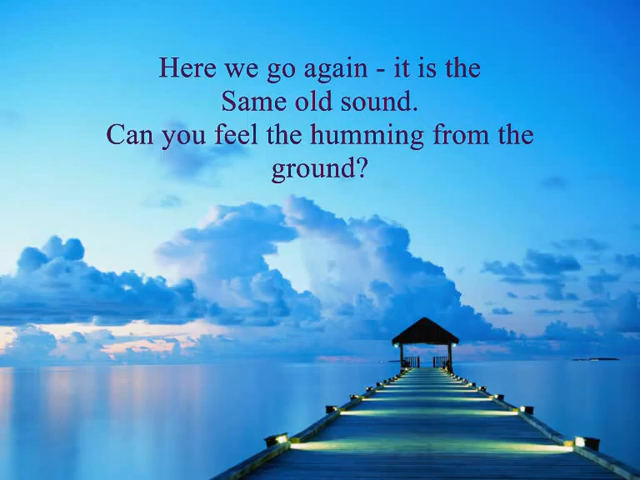 Here we go again - it is the
Same old sound.
Can you feel the humming from the
ground?